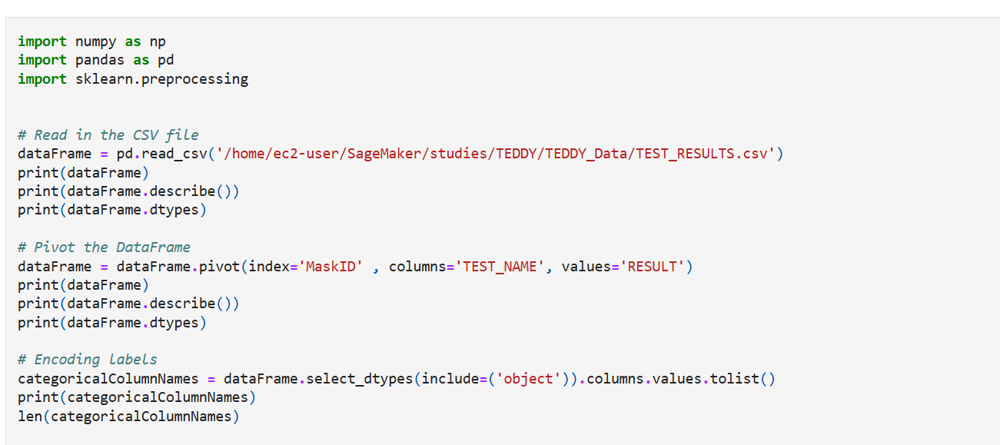 import numpy as np
import pandas as pd
import sklearn.preprocessing
# Read in the CSV file
dataFrame = pd.read_csv('/home/ec2-user/SageMaker/studies/TEDDY/TEDDY_Data/TEST_RESULTS.csv')
print(dataFrame)
print(dataFrame.describe())
print(dataFrame.dtypes)
# Pivot the DataFrame
dataFrame = dataFrame.pivot(index='MaskID' , columns='TEST_NAME', values='RESULT')
print(dataFrame)
print(dataFrame.describe())
print(dataFrame.dtypes)
# Encoding labels
categoricalColumnNames = dataFrame.select_dtypes(include=('object')).columns.values.tolist()
print(categoricalColumnNames)
len(categoricalColumnNames)